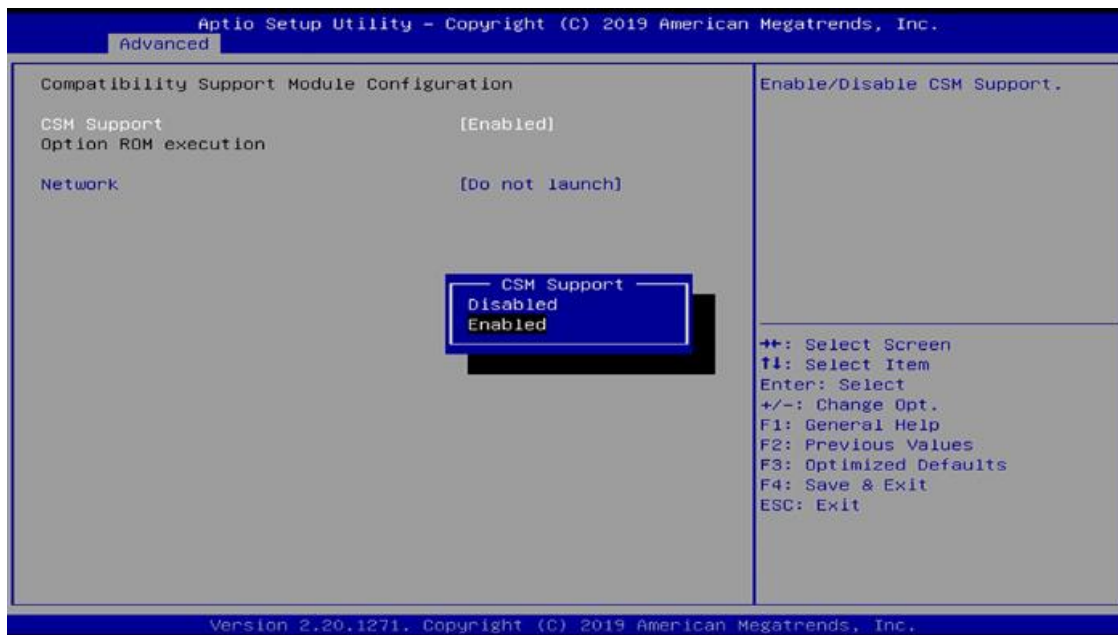 Aptio Setup Utility – Copyright (C) 2019 American Megatrends, Inc.
Advanced
Compatibility Support Module Configuration
CSM Support [Enabled]
Option ROM execution
Network [Do not launch]
CSM Support
Disabled
Enabled
Enable/Disable CSM Support.
→←: Select Screen
↑↓: Select Item
Enter: Select
+/-: Change Opt.
F1: General Help
F2: Previous Values
F3: Optimized Defaults
F4: Save & Exit
ESC: Exit
Version 2.20.1271. Copyright (C) 2019 American Megatrends, Inc.